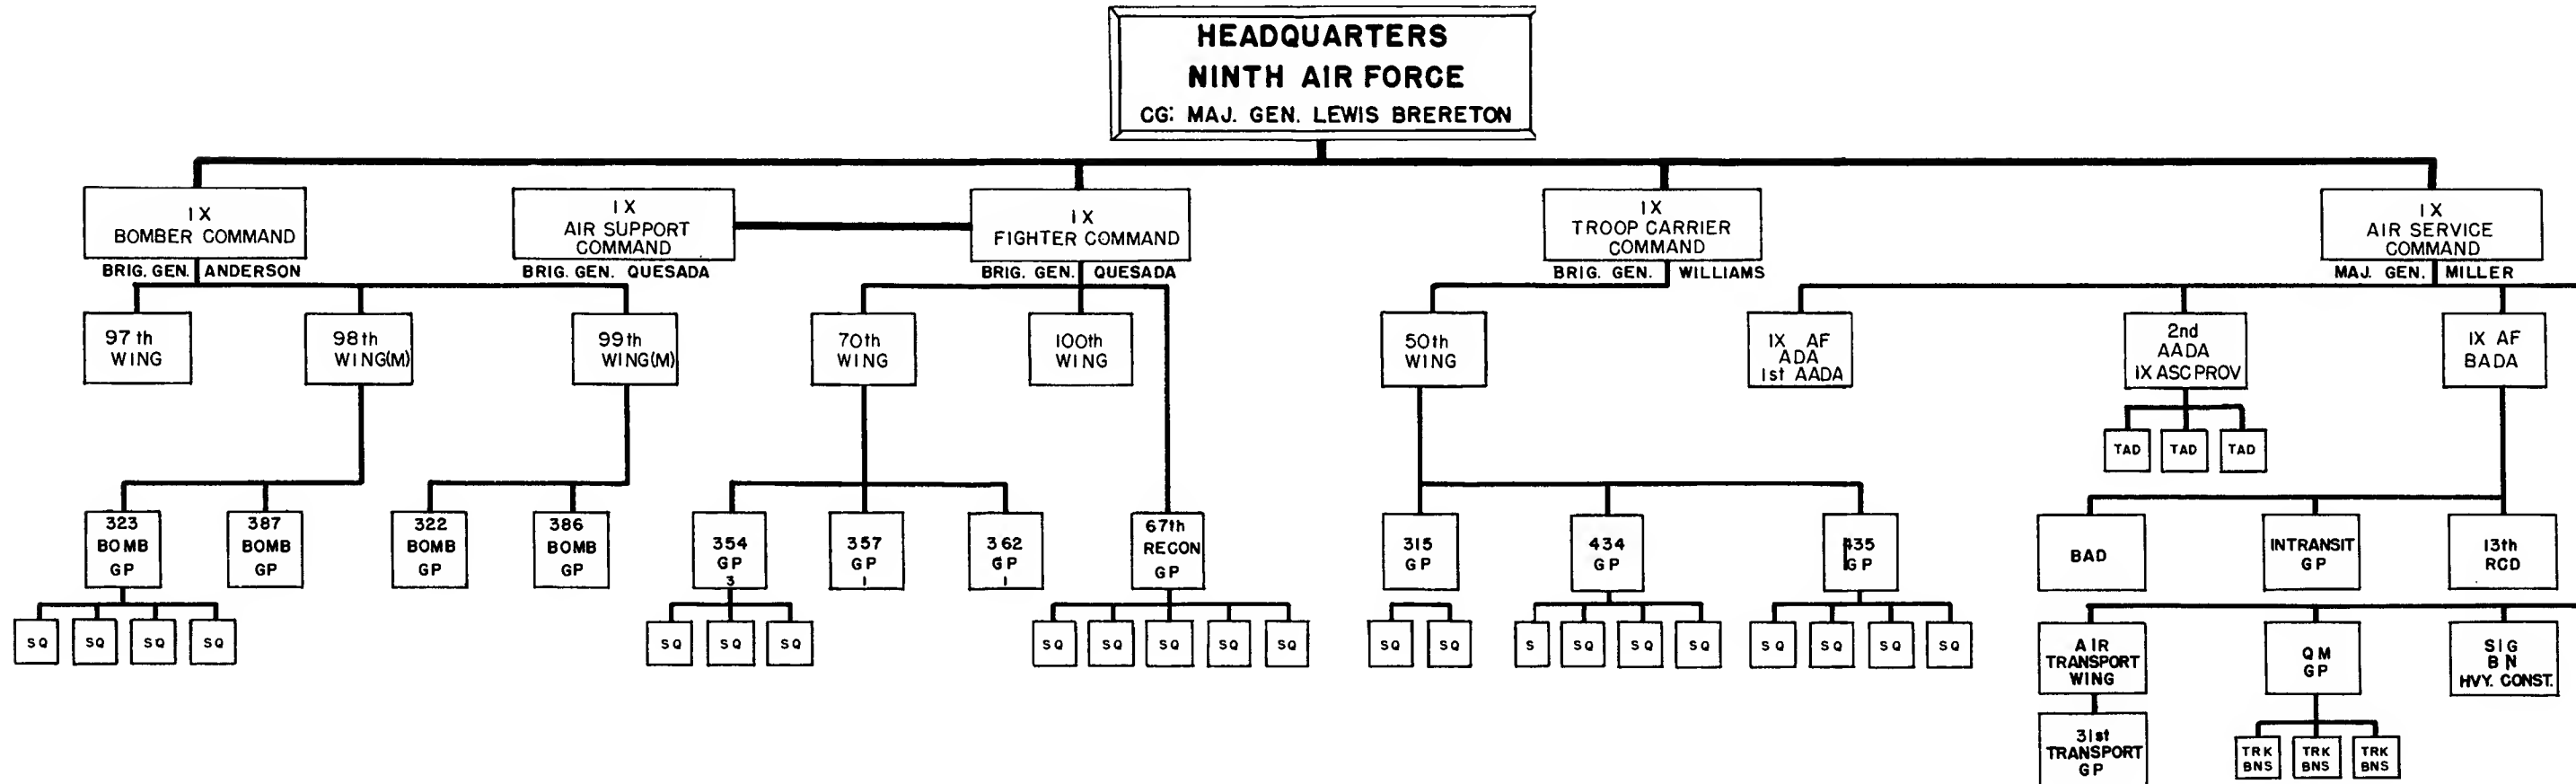 HEADQUARTERS
NINTH AIR FORCE
CG: MAJ. GEN. LEWIS BRERETON
IX
BOMBER COMMAND
BRIG. GEN. ANDERSON
IX
AIR SUPPORT
COMMAND
BRIG. GEN. QUESADA
IX
FIGHTER COMMAND
BRIG. GEN. QUESADA
IX
TROOP CARRIER
COMMAND
BRIG. GEN. WILLIAMS
IX
AIR SERVICE
COMMAND
MAJ. GEN. MILLER
97th
WING
98th
WING(M)
99th
WING(M)
70th
WING
100th
WING
50th
WING
IX AF
ADA
1st AADA
2nd
AADA
IX ASC PROV
IX AF
BADA
TAD
TAD
TAD
323
BOMB
GP
387
BOMB
GP
322
BOMB
GP
386
BOMB
GP
354
GP
3
357
GP
1
362
GP
1
67th
RECON
GP
315
GP
434
GP
435
GP
BAD
INTRANSIT
GP
13th
RCD
SQ
SQ
SQ
SQ
SQ
SQ
SQ
SQ
SQ
SQ
SQ
SQ
SQ
SQ
S
SQ
SQ
SQ
SQ
SQ
SQ
SQ
AIR
TRANSPORT
WING
QM
GP
SIG
BN
HVY. CONST.
31st
TRANSPORT
GP
TRK
BNS
TRK
BNS
TRK
BNS